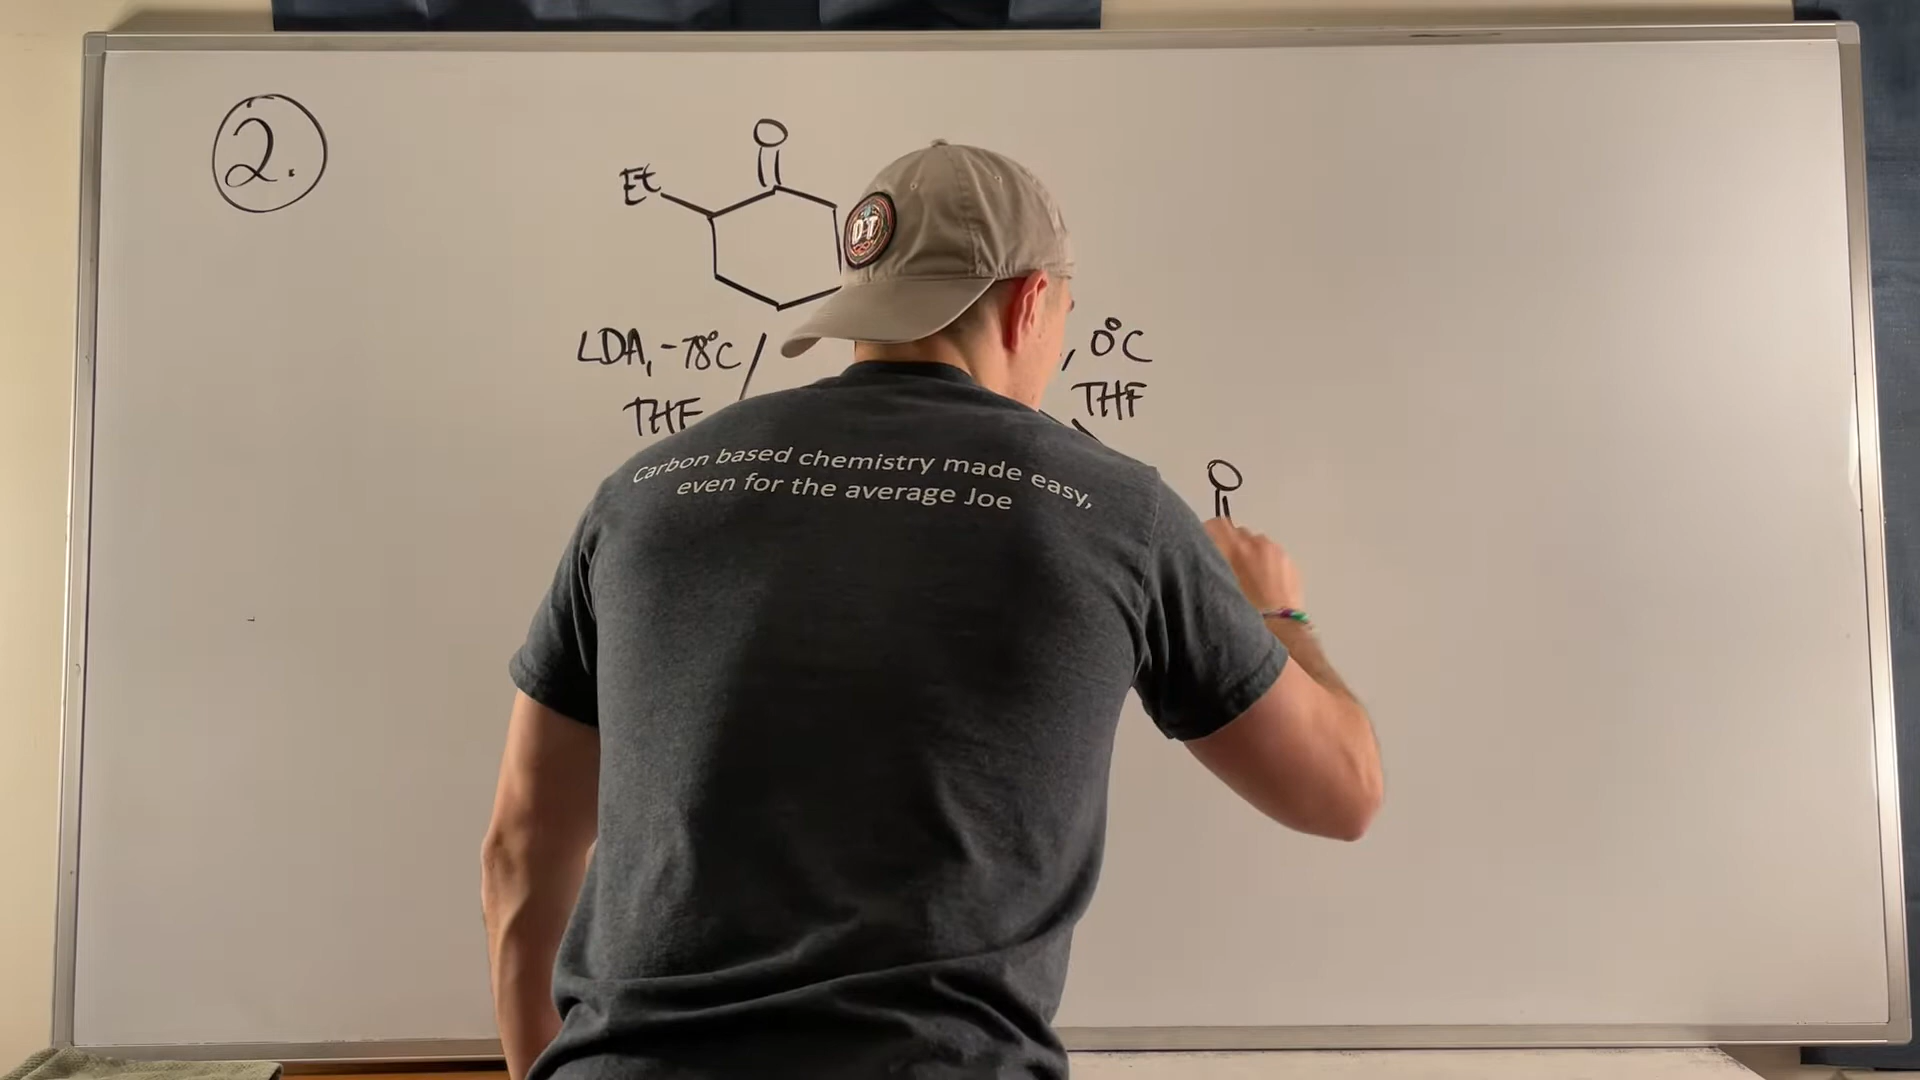 2.
O
Et
LDA, -78°C
THF
, 0°C
THF
O
Carbon based chemistry made easy,
even for the average Joe